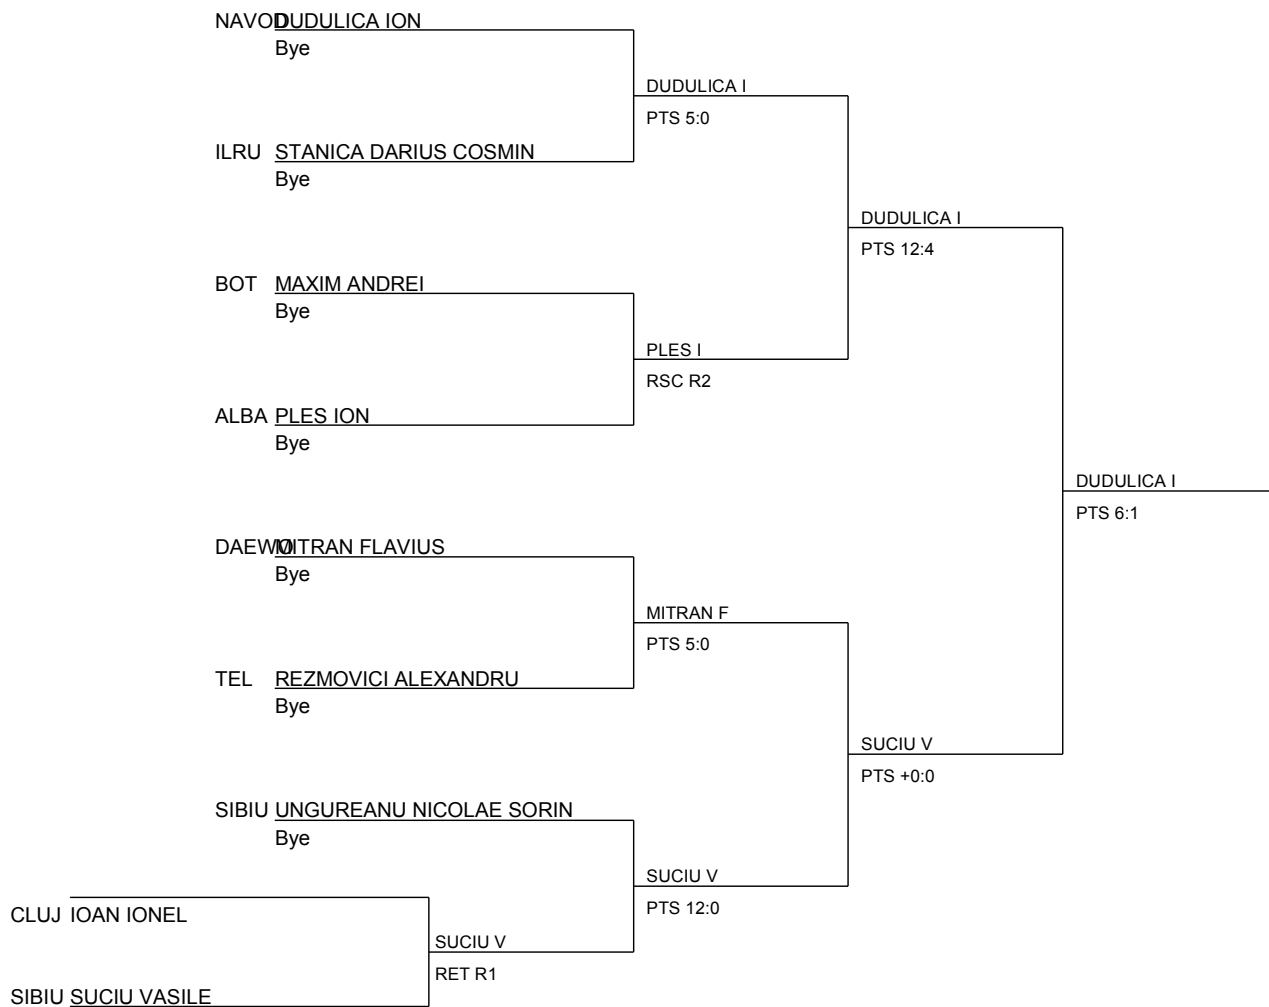 NAVOD DUDULICA ION
Bye
DUDULICA I
PTS 5:0
ILRU STANICA DARIUS COSMIN
Bye
DUDULICA I
PTS 12:4
BOT MAXIM ANDREI
Bye
PLES I
RSC R2
ALBA PLES ION
Bye
DUDULICA I
PTS 6:1
DAEWO MITRAN FLAVIUS
Bye
MITRAN F
PTS 5:0
TEL REZMOVICI ALEXANDRU
Bye
SUCIU V
PTS +0:0
SIBIU UNGUREANU NICOLAE SORIN
Bye
SUCIU V
PTS 12:0
CLUJ IOAN IONEL
SUCIU V
RET R1
SIBIU SUCIU VASILE